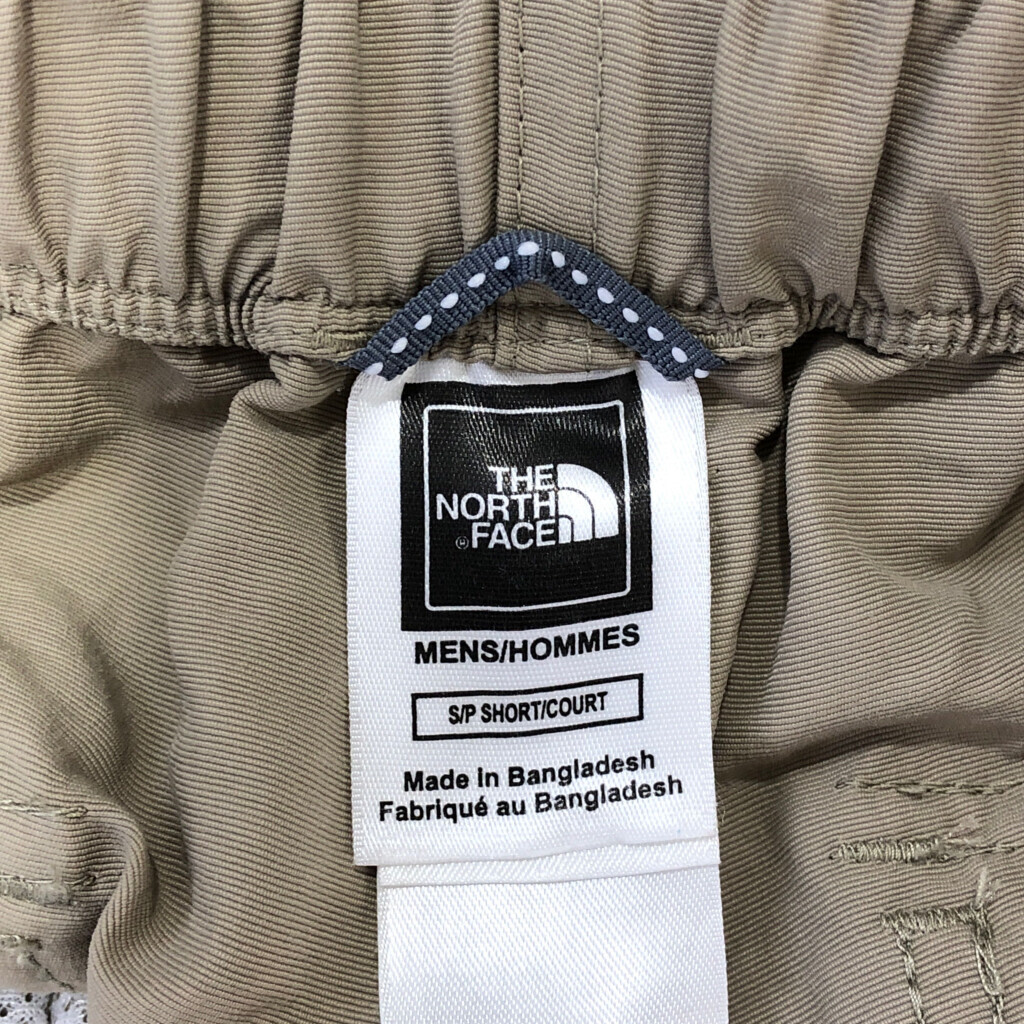 THE
NORTH
FACE
MENS/HOMMES
S/P SHORT/COURT
Made in Bangladesh
Fabriqué au Bangladesh